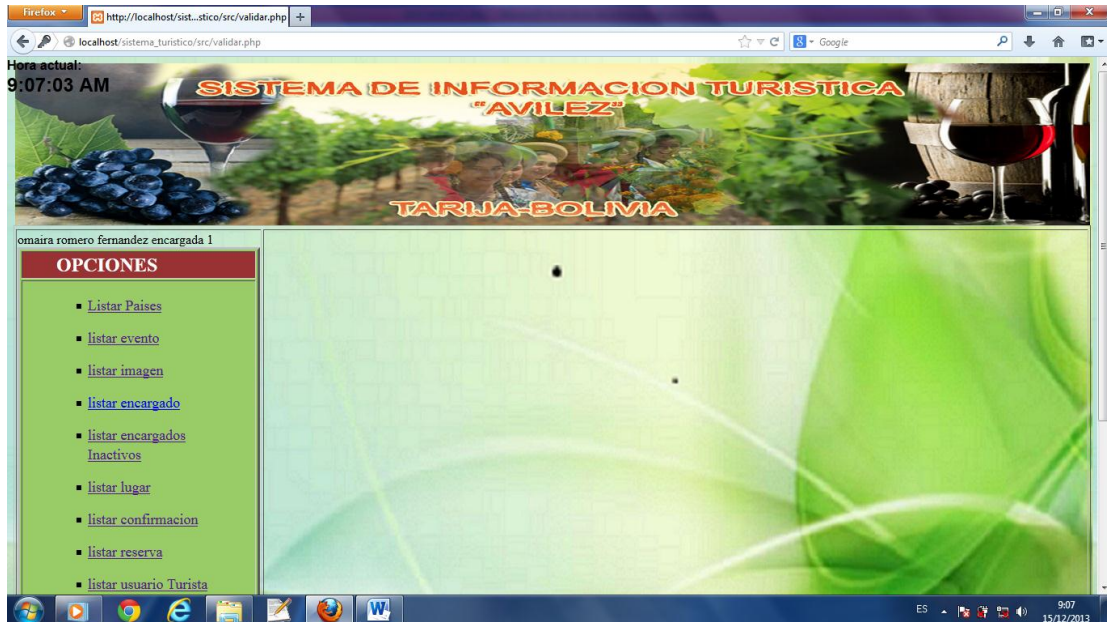 Firefox
http://localhost/sist...stico/src/validar.php
localhost/sistema_turistico/src/validar.php
Google
Hora actual:
9:07:03 AM
SISTEMA DE INFORMACION TURISTICA
"AVILEZ"
TARIJA-BOLIVIA
omaira romero fernandez encargada 1
OPCIONES
Listar Paises
listar evento
listar imagen
listar encargado
listar encargados
Inactivos
listar lugar
listar confirmacion
listar reserva
listar usuario Turista
ES
9:07
15/12/2013